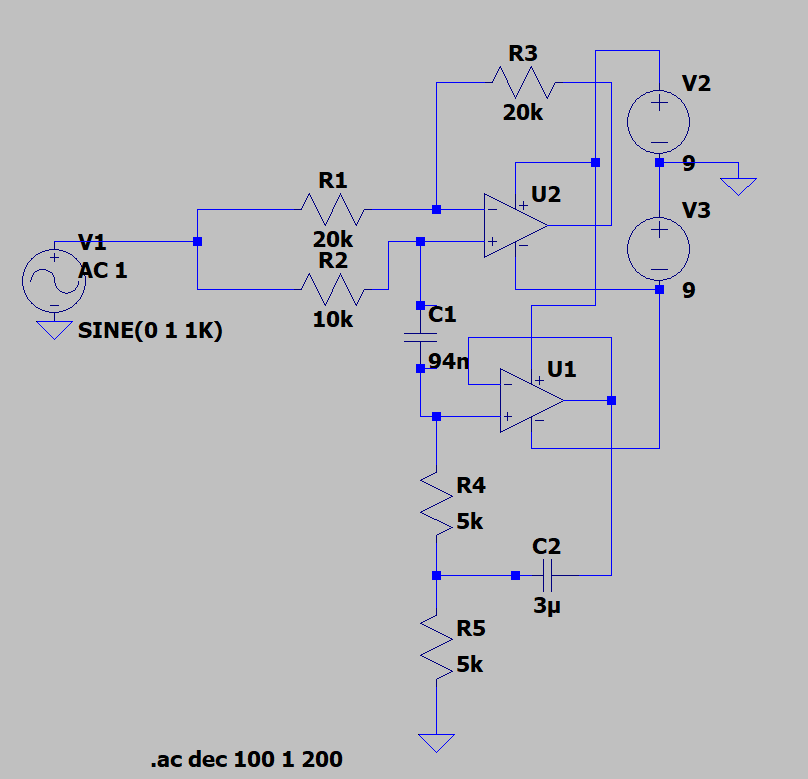 R3
20k
V2
9
U2
R1
20k
V3
9
V1
AC 1
SINE(0 1 1K)
R2
10k
C1
94n
U1
R4
5k
C2
3µ
R5
5k
.ac dec 100 1 200